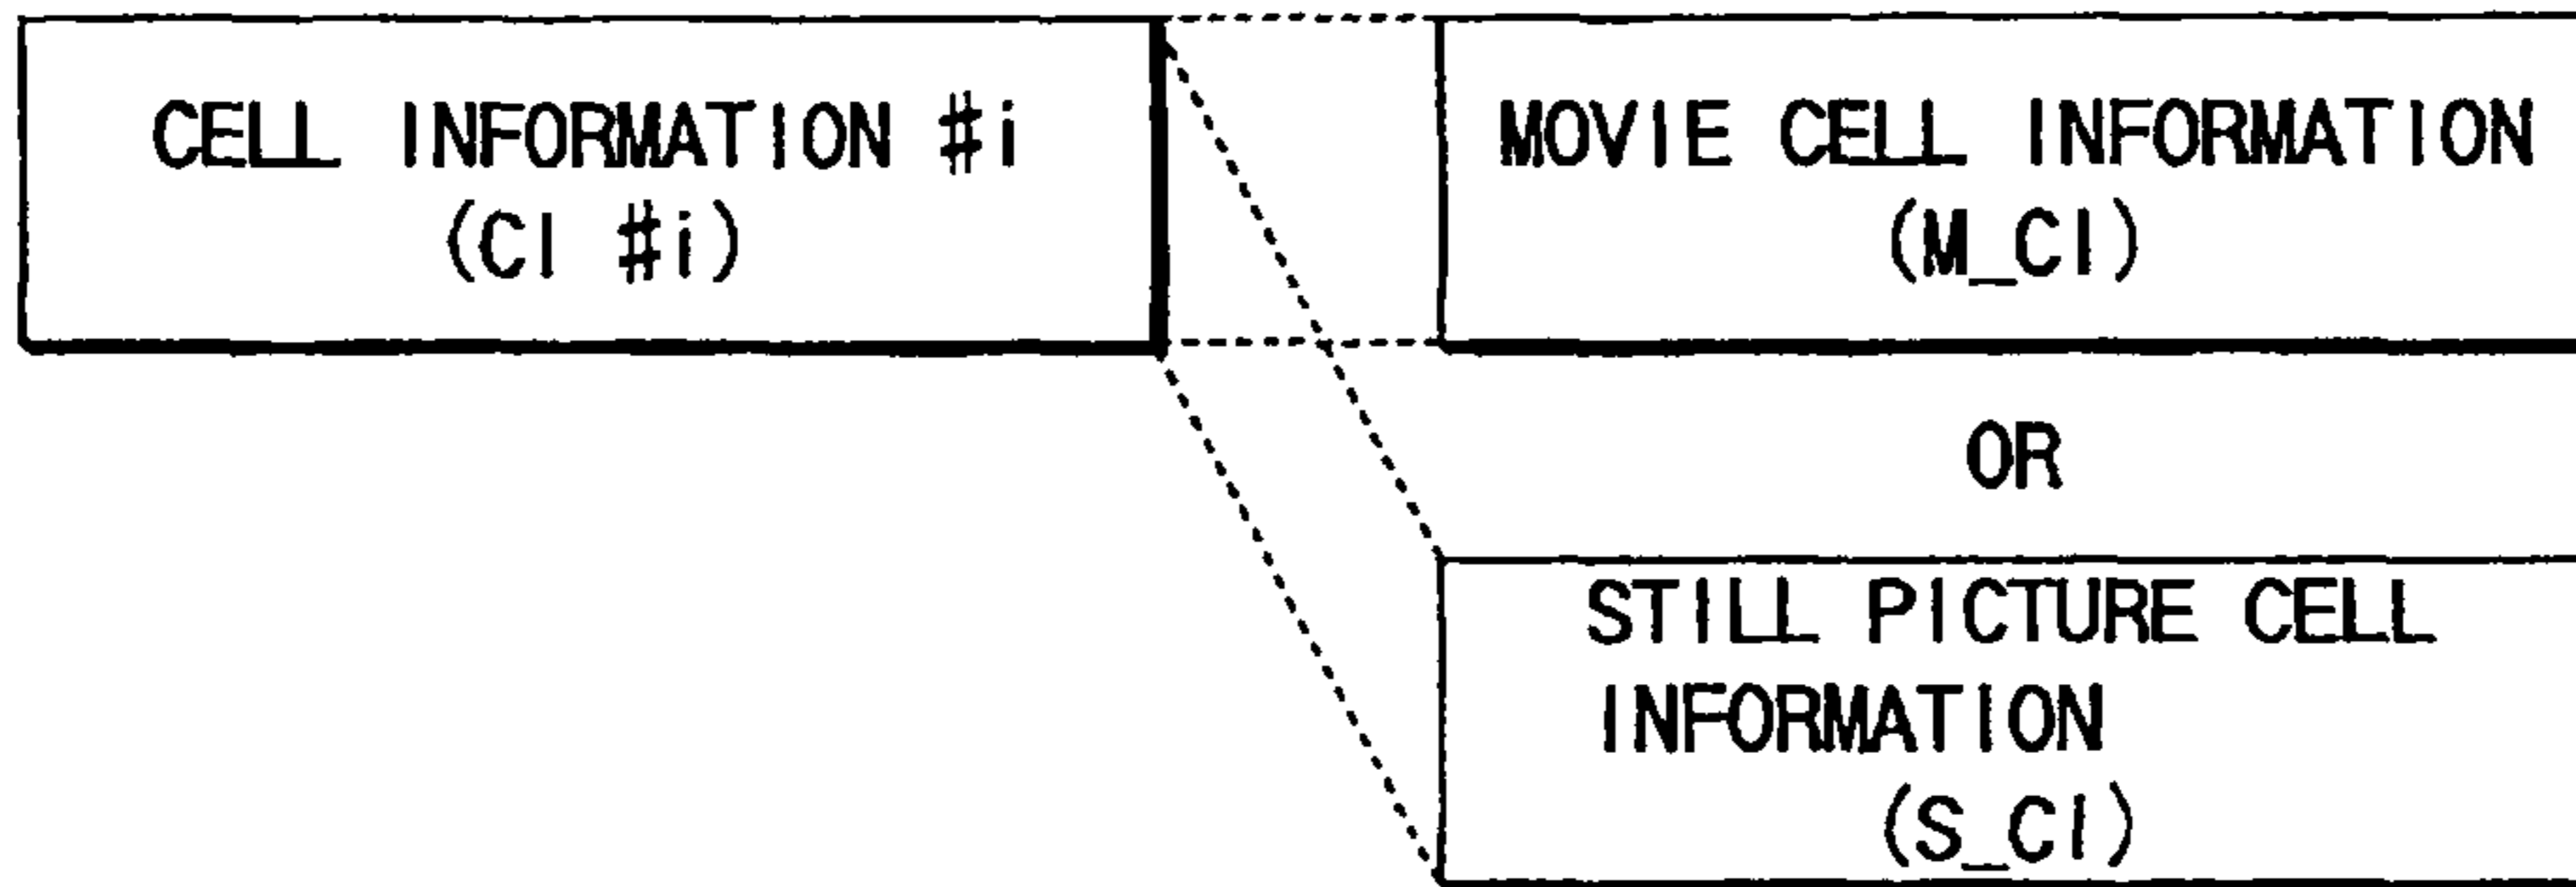 CELL INFORMATION #i
(CI #i)
MOVIE CELL INFORMATION
(M_CI)
OR
STILL PICTURE CELL
INFORMATION
(S_CI)